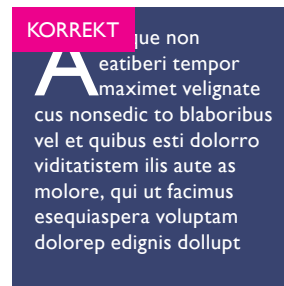 KORREKT
A que non
eatiberi tempor
maximet velignate
cus nonsedic to blaboribus
vel et quibus esti dolorro
viditatistem ilis aute as
molore, qui ut facimus
esequiaspera voluptam
dolorep edignis dollupt